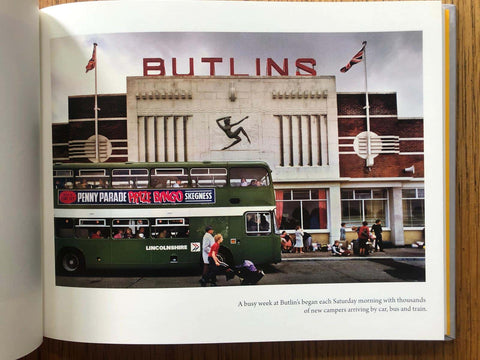 BUTLINS
PENNY PARADE PRIZE BINGO SKEGNESS
LINCOLNSHIRE
A busy week at Butlin's began each Saturday morning with thousands
of new campers arriving by car, bus and train.